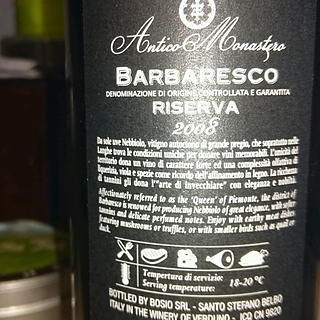 Antico Monastero
BARBARESCO
DENOMINAZIONE DI ORIGINE CONTROLLATA E GARANTITA
RISERVA
2008
Da sole uve Nebbiolo, vitigno autoctono di grande pregio, che soprattutto nelle
Langhe trova le condizioni uniche per donare vini memorabili. L'unicità del
territorio dona un vino di carattere forte ed una complessità olfattiva di
liquerizia, viola e spezie come ricordo dell'affinamento in legno. La ricchezza
di tannini gli dona l'"arte di invecchiare" con eleganza e nobiltà.
Affectionately referred to as the 'Queen' of Piemonte, the district of
Barbaresco is renowed for producing Nebbiolo of great elegance, with softer
tannins and delicate perfumed notes. Enjoy with earthy meat dishes
featuring mushrooms or truffles, or with smaller birds such as quail or
duck.
Tempertura di servizio:
Serving temperature:
18-20 °C
BOTTLED BY BOSIO SRL - SANTO STEFANO BELBO
ITALY IN THE WINERY OF VERDUNO - ICQ CN 9820